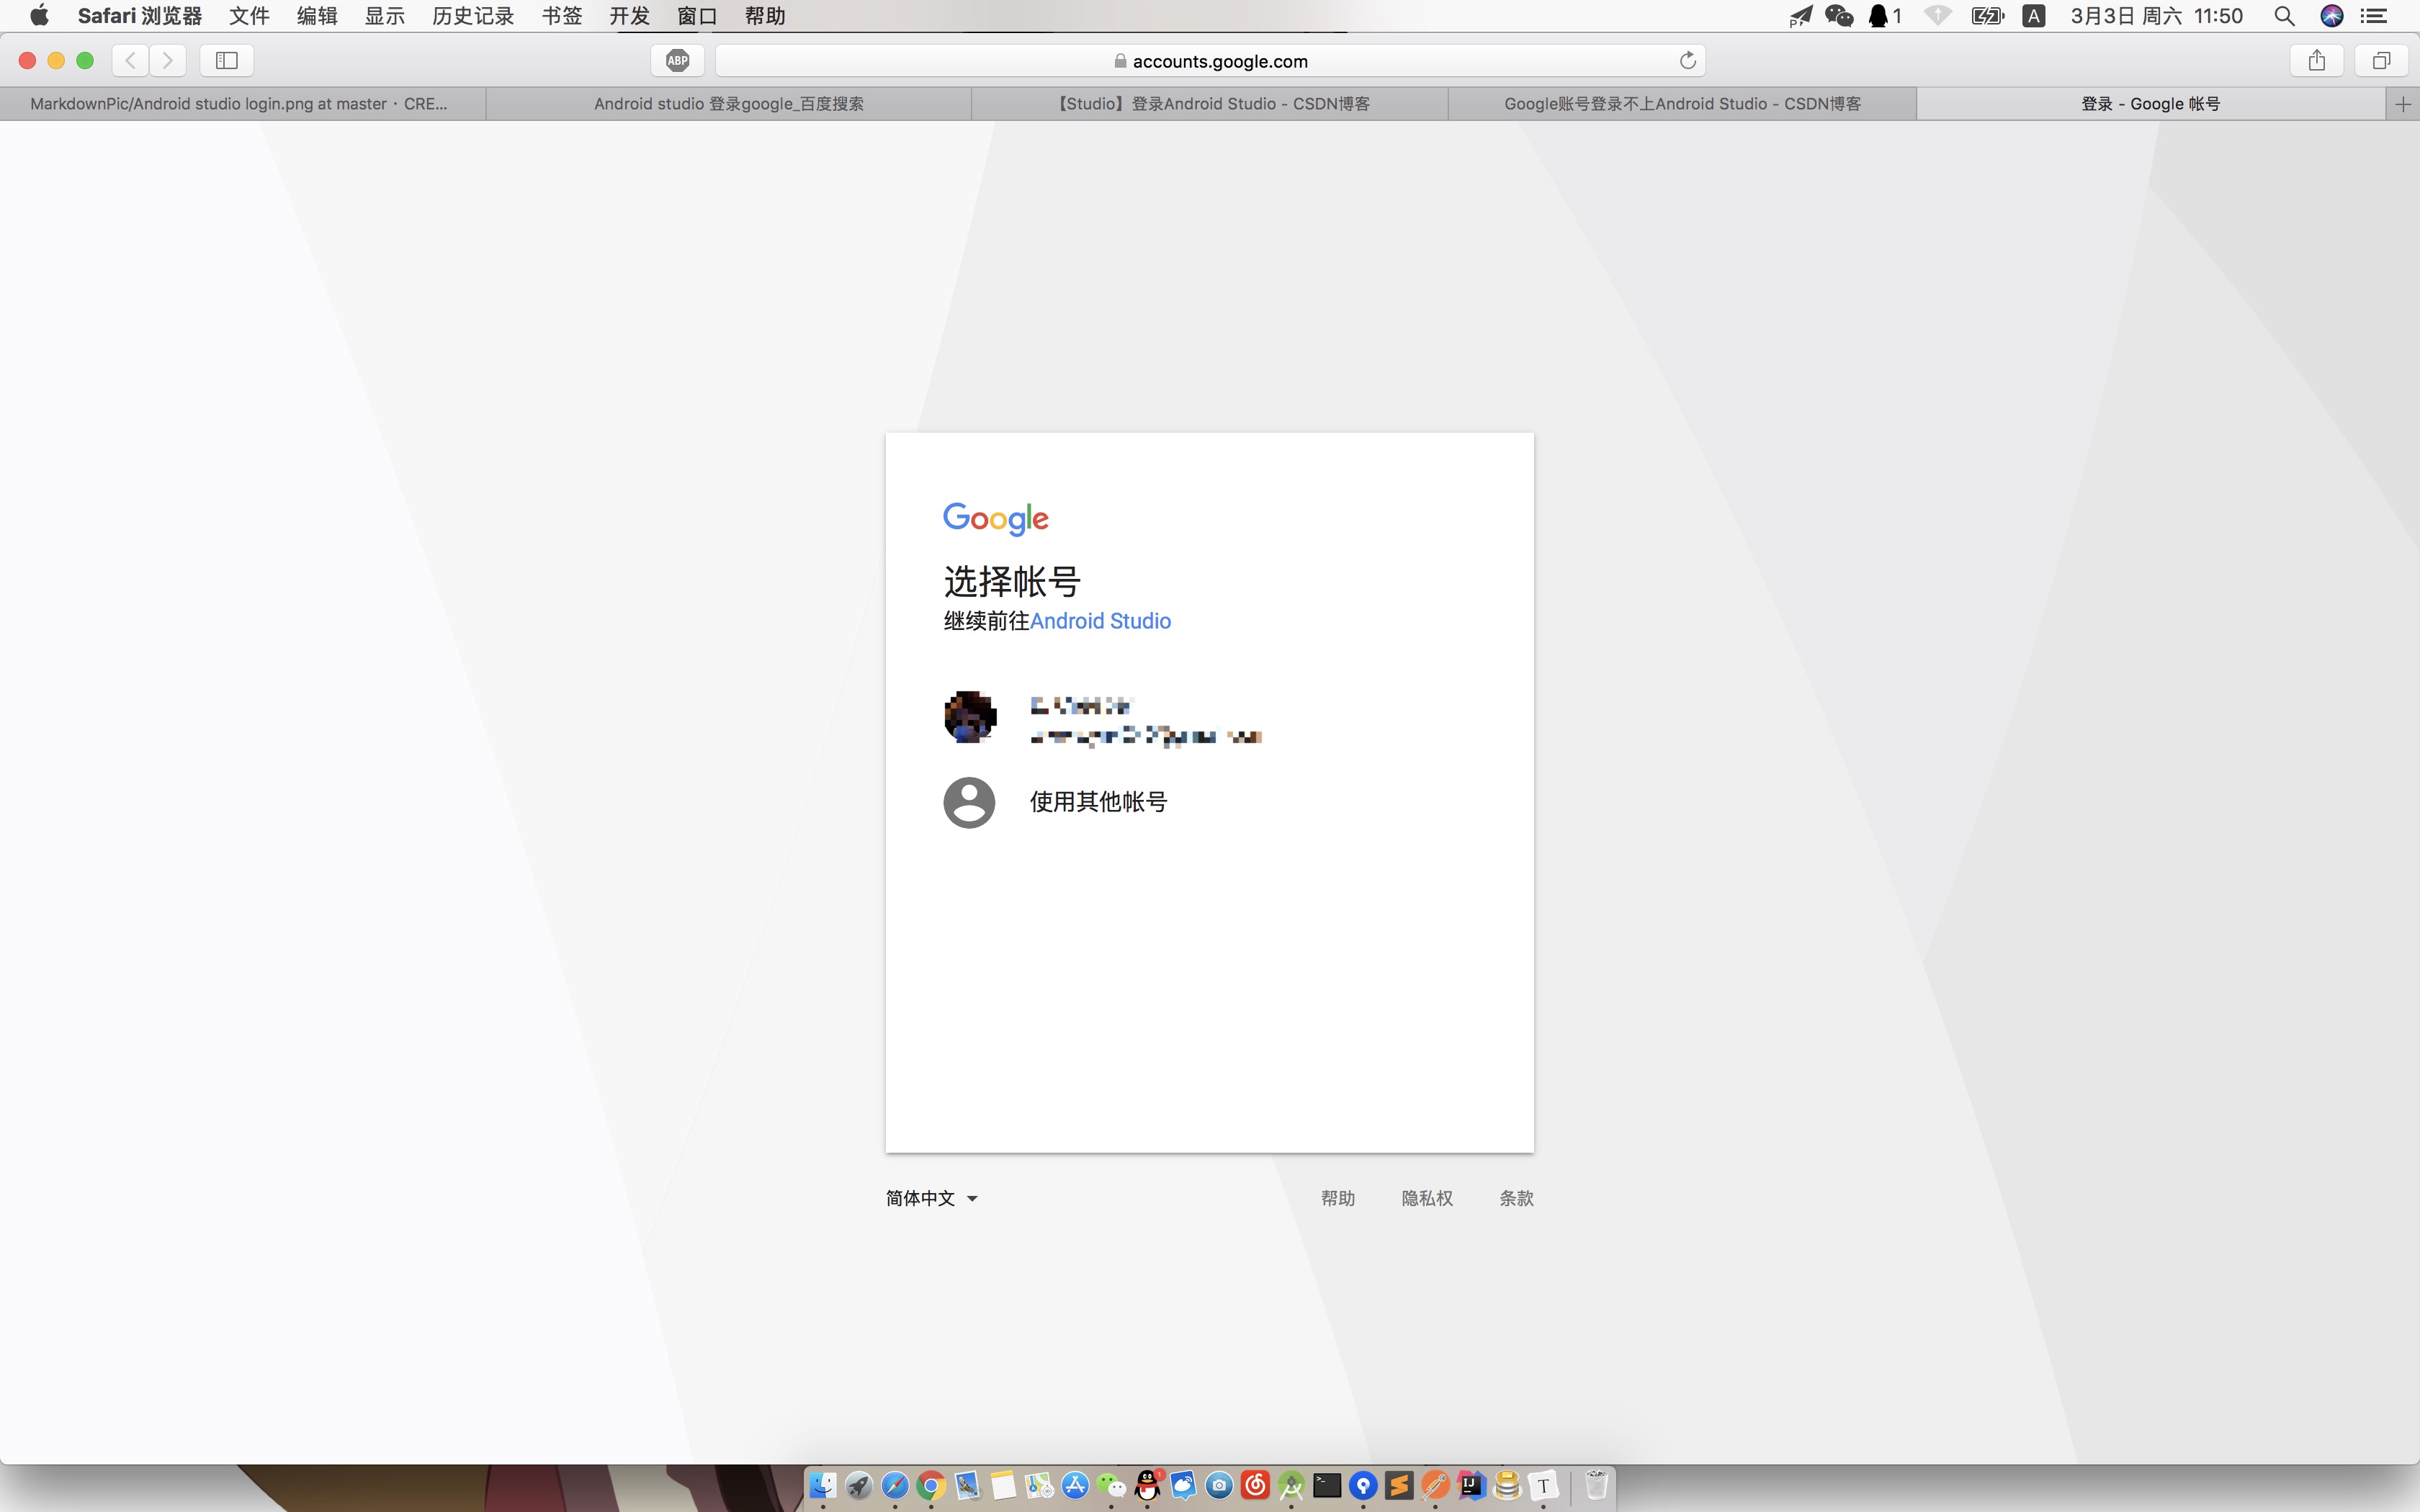 Safari 浏览器 文件 编辑 显示 历史记录 书签 开发 窗口 帮助 1 A 3月3日 周六 11:50
ABP accounts.google.com
MarkdownPic/Android studio login.png at master · CRE... Android studio 登录google_百度搜索 【Studio】登录Android Studio - CSDN博客 Google账号登录不上Android Studio - CSDN博客 登录 - Google 帐号
Google
选择帐号
继续前往Android Studio
使用其他帐号
简体中文 帮助 隐私权 条款